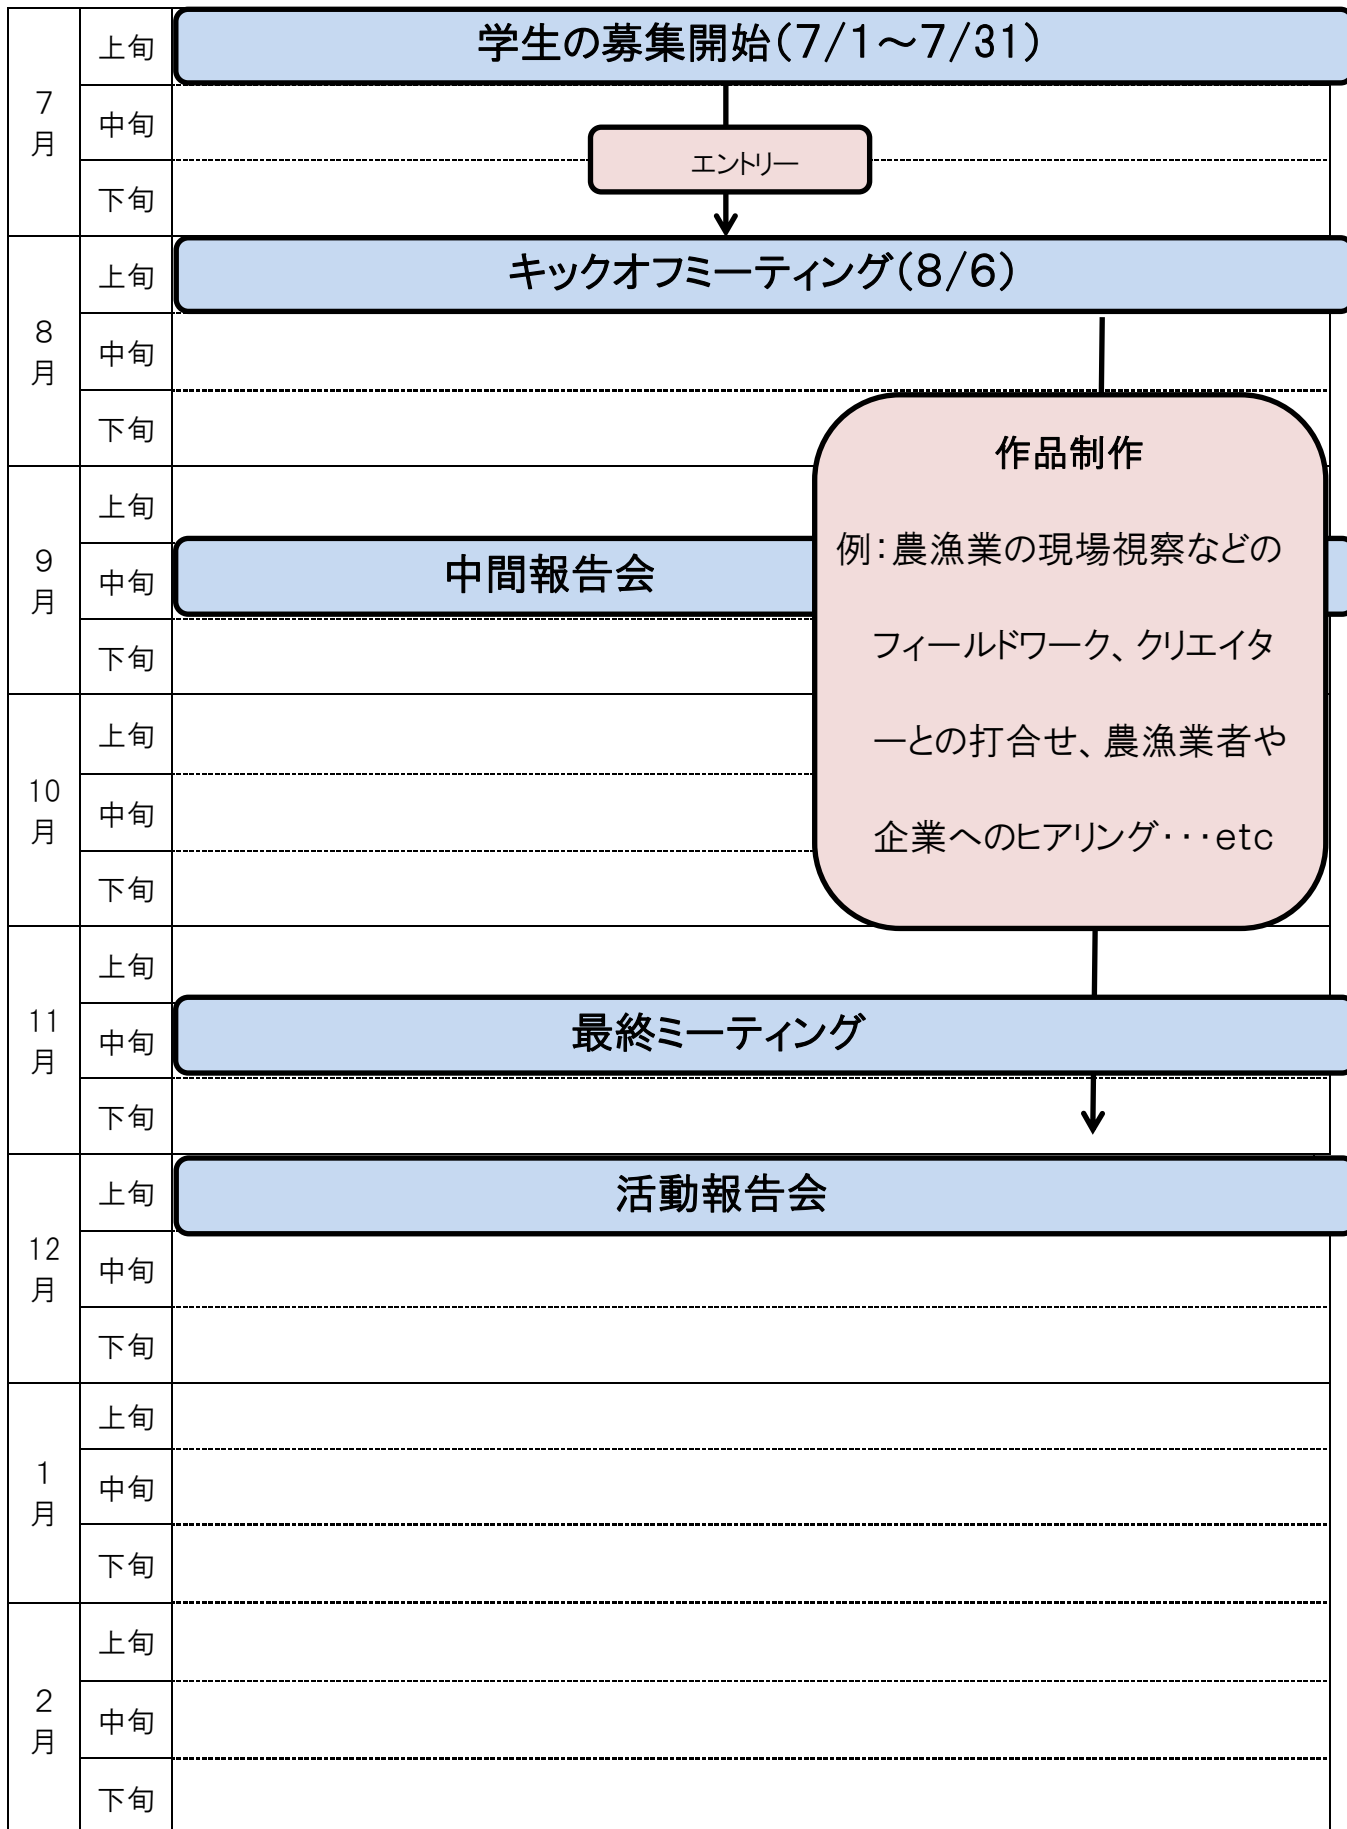 7月
上旬
学生の募集開始(7/1～7/31)
中旬
エントリー
下旬
8月
上旬
キックオフミーティング(8/6)
中旬
下旬
作品制作
例：農漁業の現場視察などの
フィールドワーク、クリエイタ
ーとの打合せ、農漁業者や
企業へのヒアリング・・・etc
9月
上旬
中旬
中間報告会
下旬
10月
上旬
中旬
下旬
11月
上旬
中旬
最終ミーティング
下旬
12月
上旬
活動報告会
中旬
下旬
1月
上旬
中旬
下旬
2月
上旬
中旬
下旬